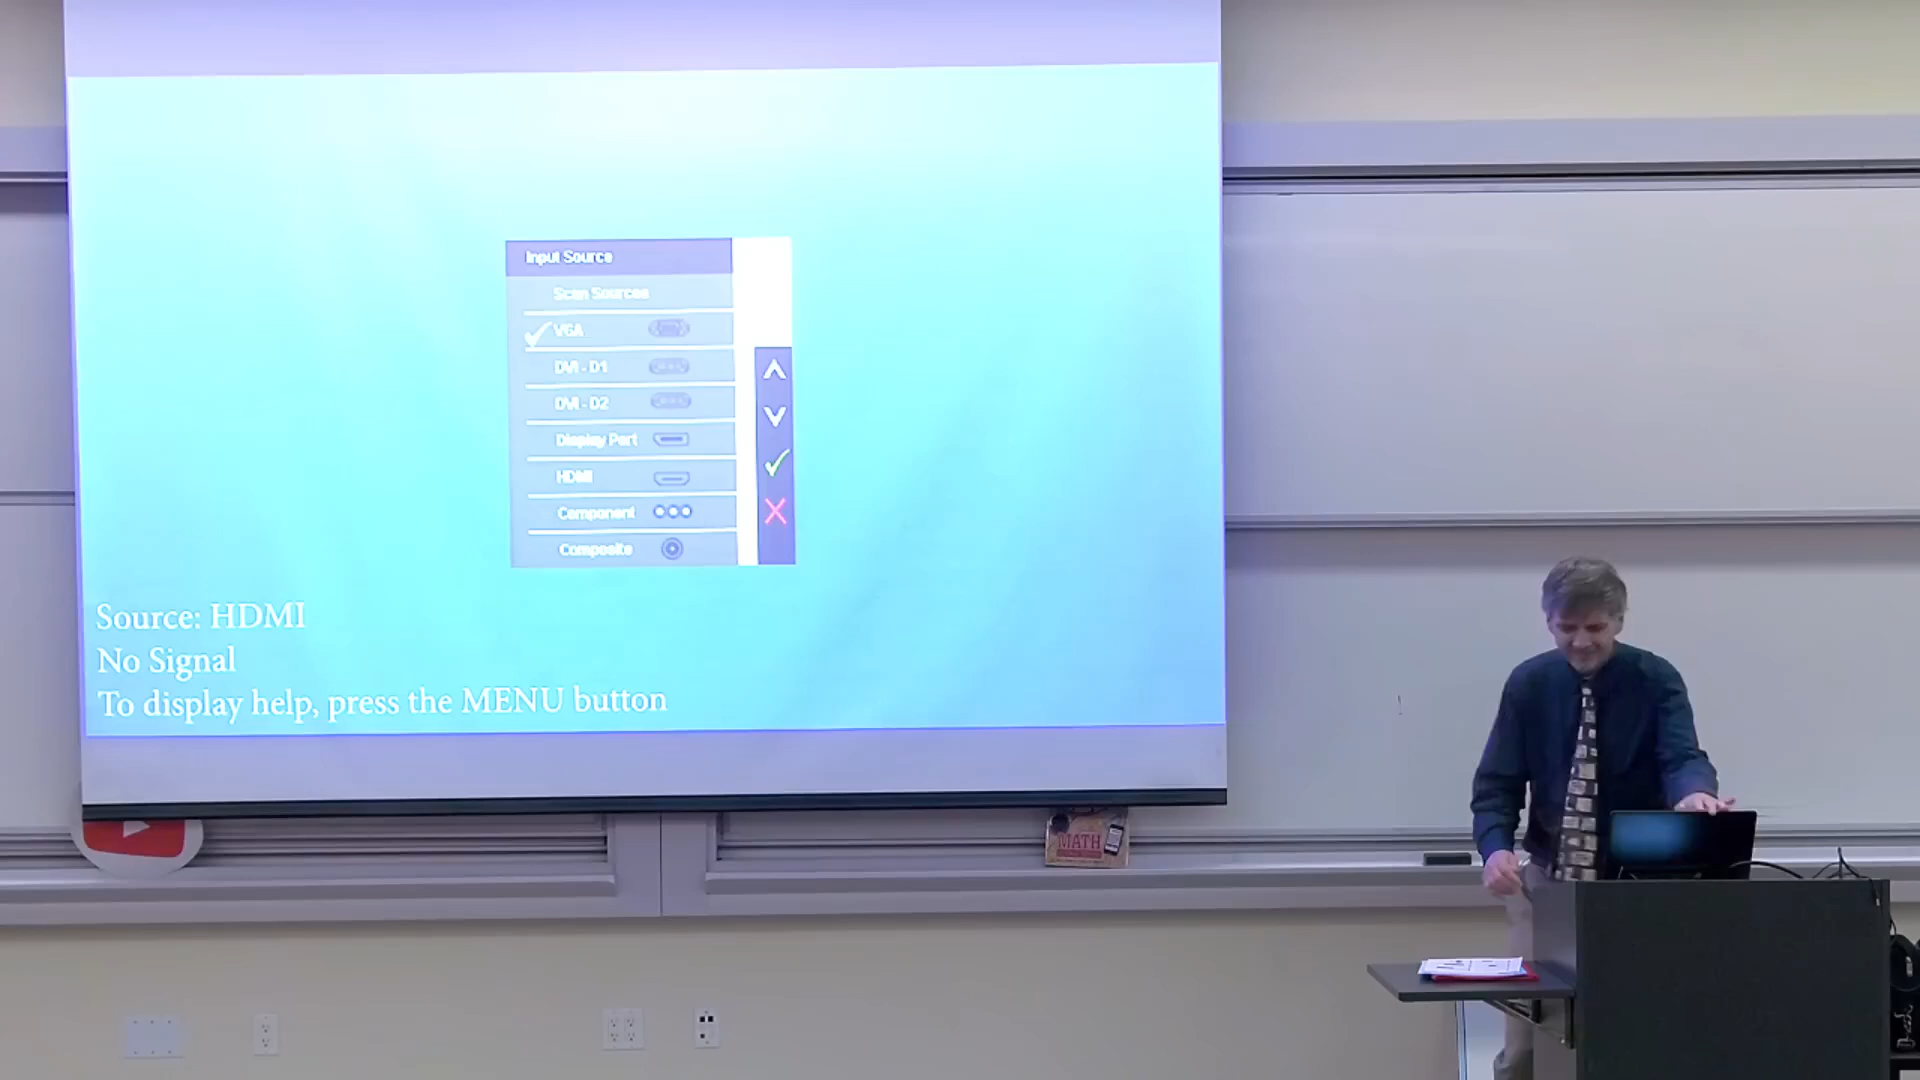 Input Source
Scan Sources
VGA
DVI - D1
DVI - D2
Display Port
HDMI
Component
Composite
Source: HDMI
No Signal
To display help, press the MENU button
MATH